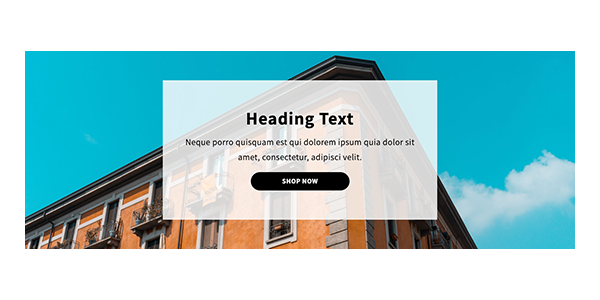 Heading Text
Neque porro quisquam est qui dolorem ipsum quia dolor sit
amet, consectetur, adipisci velit.
SHOP NOW